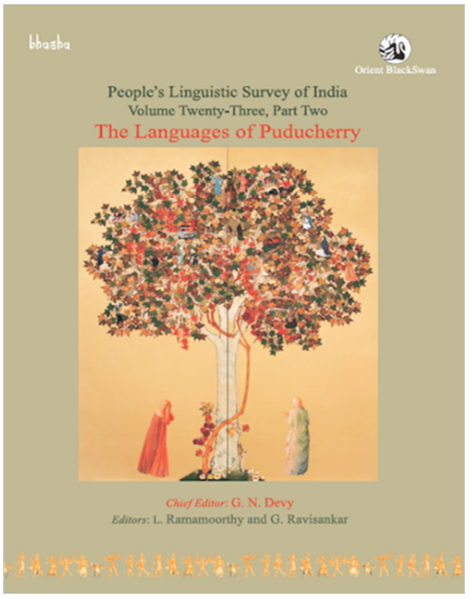 bhasha
Orient BlackSwan
People's Linguistic Survey of India
Volume Twenty-Three, Part Two
The Languages of Puducherry
Chief Editor: G. N. Devy
Editors: L. Ramamoorthy and G. Ravisankar